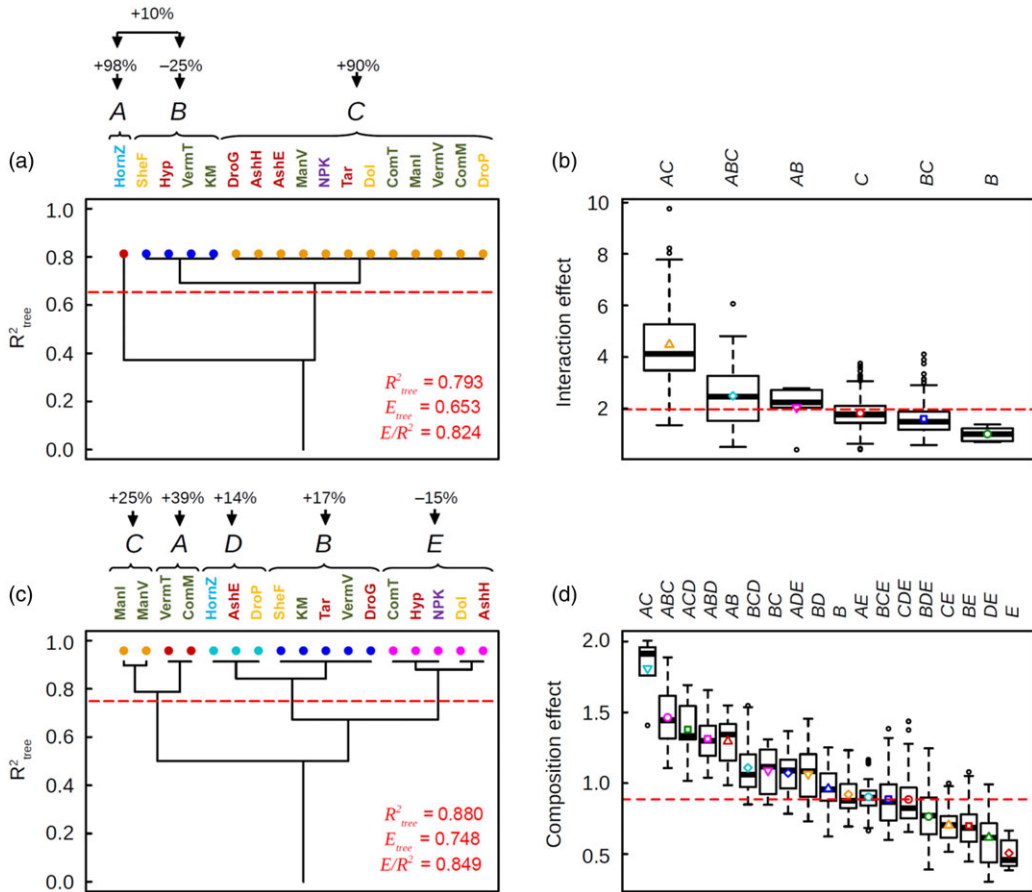 +10%
+98% –25% +90%
A B C
(a) HornZ SheF Hyp VermT KM DroG AshH AshE ManV NPK Tar Dol ComT ManI VermV ComM DroP
R²tree
1.0
0.8
0.6
0.4
0.2
0.0
R²tree = 0.793
Etree = 0.653
E/R² = 0.824
(b) AC ABC AB C BC B
Interaction effect
10
8
6
4
2
+25% +39% +14% +17% –15%
C A D B E
(c) ManI ManV VermT ComM HornZ AshE DroP SheF KM Tar VermV DroG ComT Hyp NPK Dol AshH
R²tree
1.0
0.8
0.6
0.4
0.2
0.0
R²tree = 0.880
Etree = 0.748
E/R² = 0.849
(d) AC ABC ACD ABD AB BCD BC ADE BD B AE BCE CDE BDE CE BE DE E
Composition effect
2.0
1.5
1.0
0.5